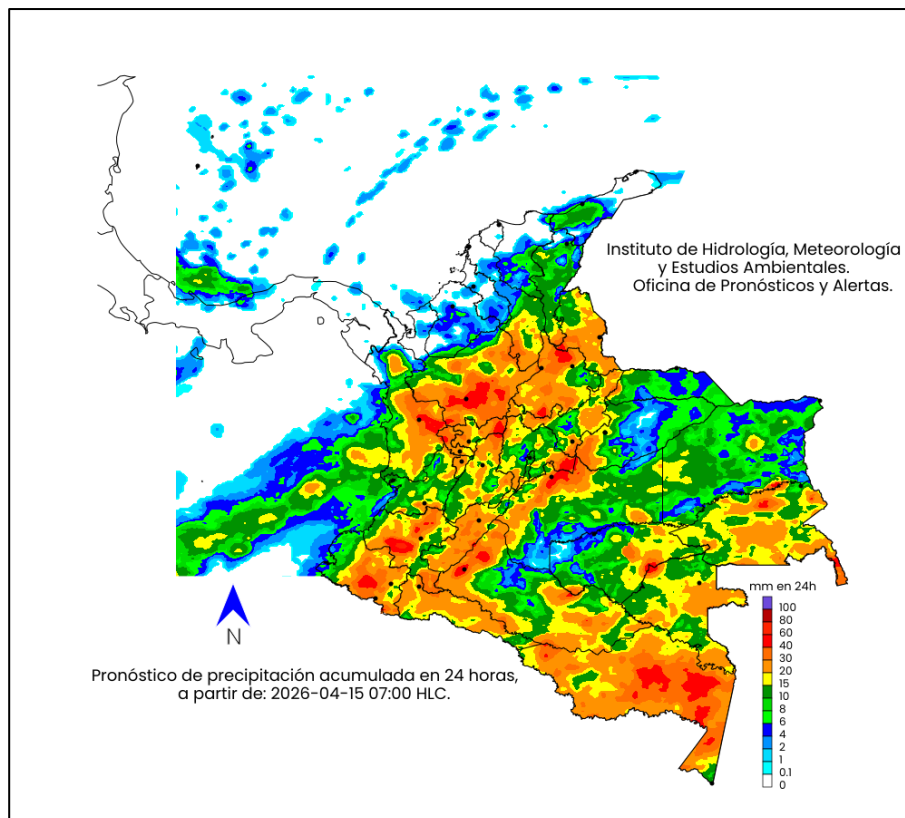 Instituto de Hidrología, Meteorología
y Estudios Ambientales.
Oficina de Pronósticos y Alertas.
mm en 24h
100
80
60
40
30
20
15
10
8
6
4
2
1
0.1
0
N
Pronóstico de precipitación acumulada en 24 horas,
a partir de: 2026-04-15 07:00 HLC.